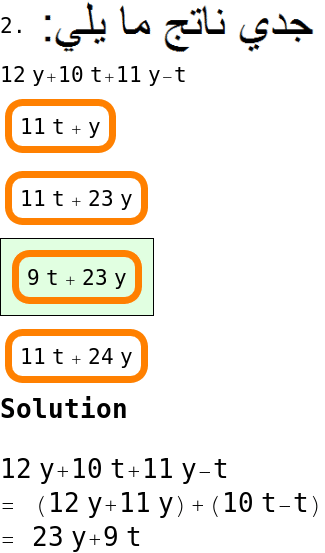 2. جدي ناتج ما يلي:
12 y+10 t+11 y−t
11 t + y
11 t + 23 y
9 t + 23 y
11 t + 24 y
Solution
12 y+10 t+11 y−t
= (12 y+11 y)+(10 t−t)
= 23 y+9 t